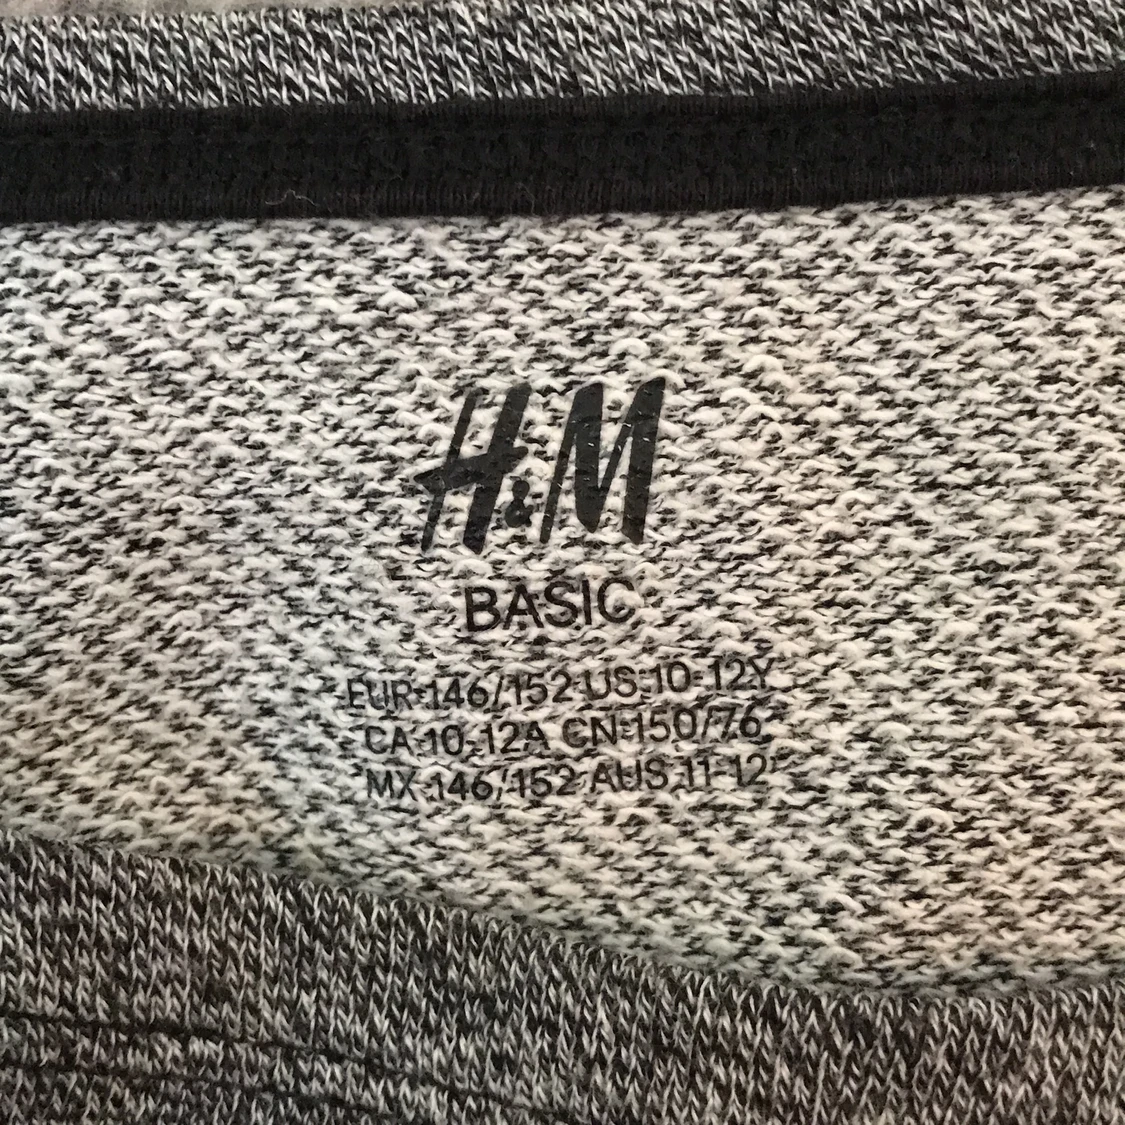 H&M
BASIC
EUR:146/152 US:10-12Y
CA:10-12A CN:150/76
MX:146/152 AUS:11-12